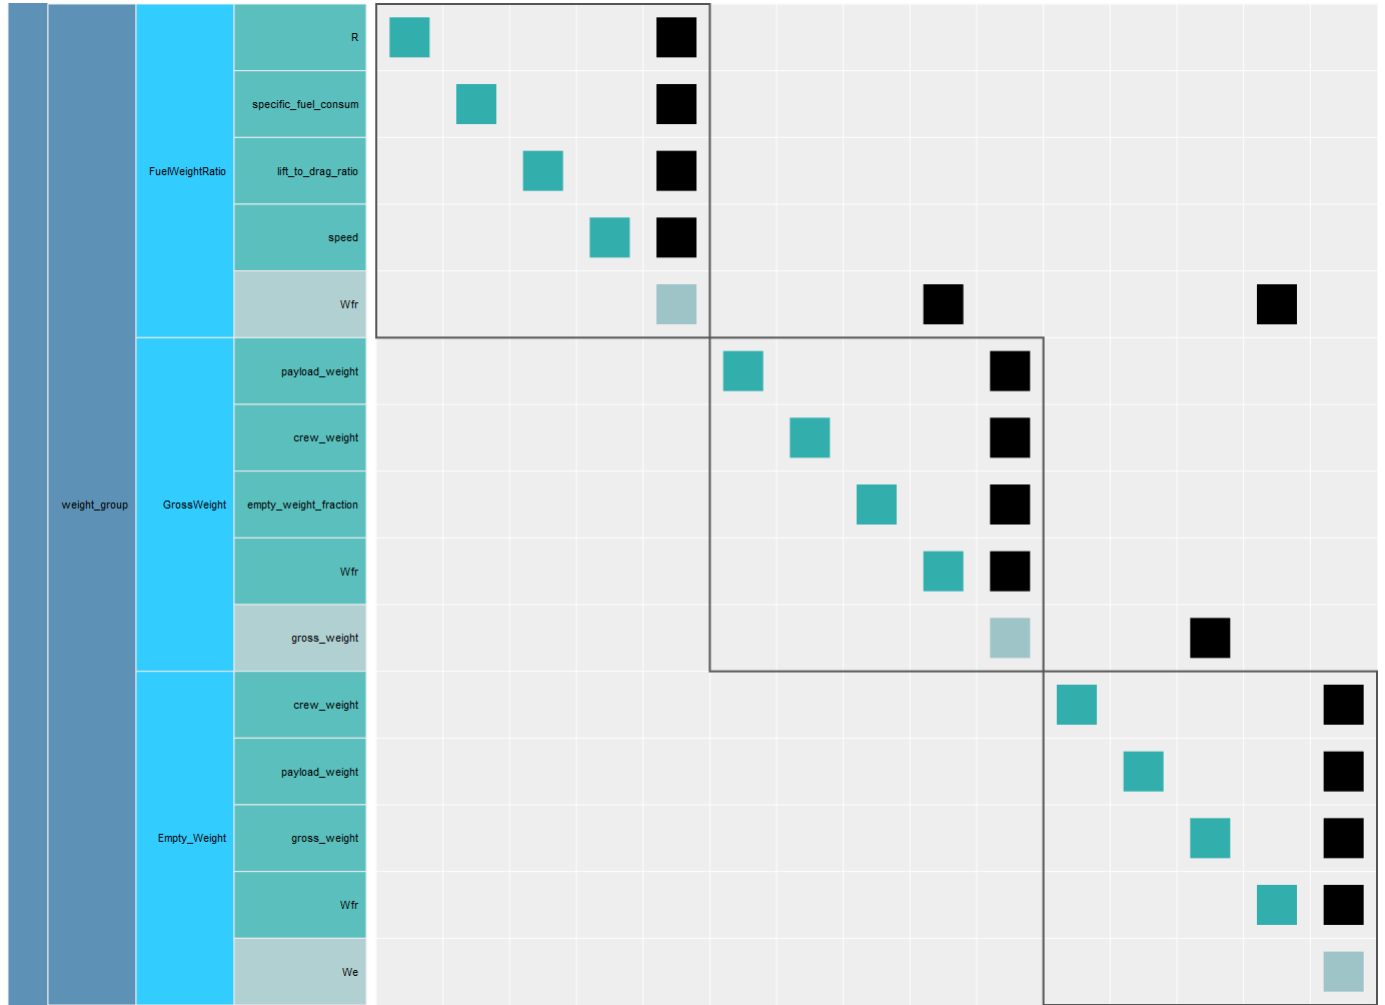 R
specific_fuel_consum
FuelWeightRatio
lift_to_drag_ratio
speed
Wfr
payload_weight
crew_weight
weight_group
GrossWeight
empty_weight_fraction
Wfr
gross_weight
crew_weight
payload_weight
Empty_Weight
gross_weight
Wfr
We